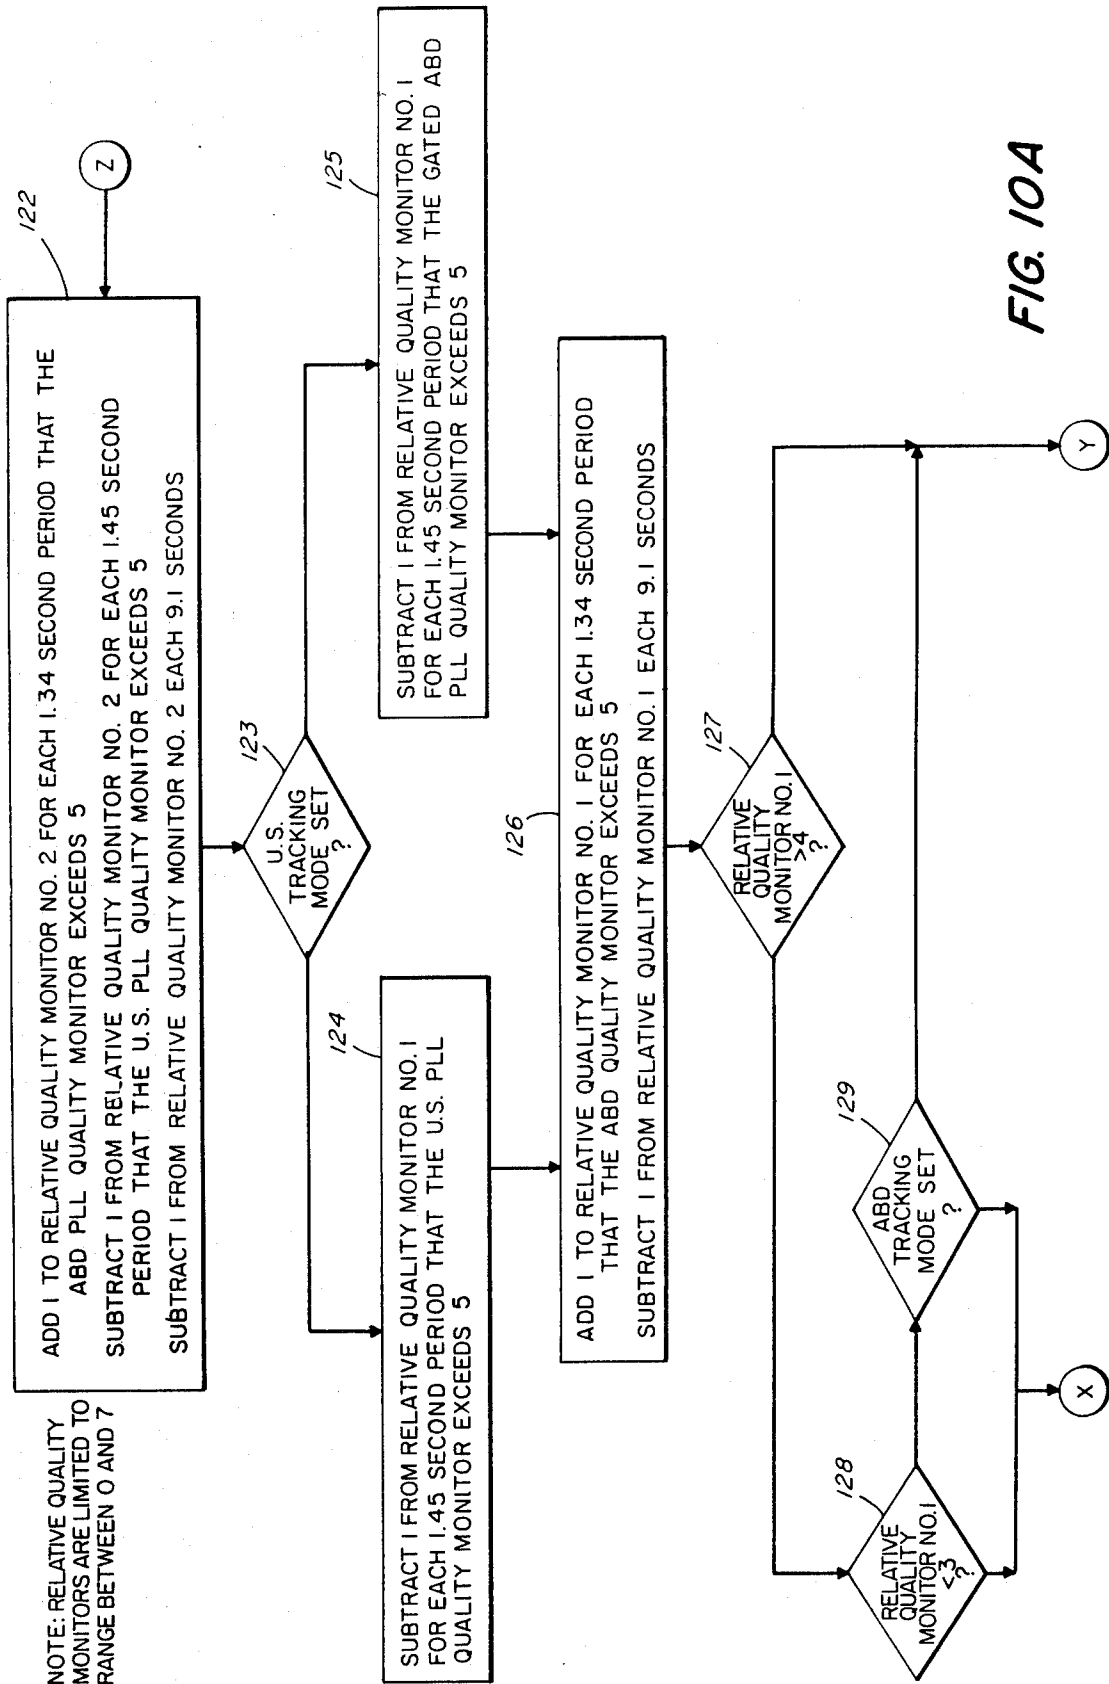 122
Z
ADD 1 TO RELATIVE QUALITY MONITOR NO. 2 FOR EACH 1.34 SECOND PERIOD THAT THE
ABD PLL QUALITY MONITOR EXCEEDS 5
SUBTRACT 1 FROM RELATIVE QUALITY MONITOR NO. 2 FOR EACH 1.45 SECOND
PERIOD THAT THE U.S. PLL QUALITY MONITOR EXCEEDS 5
SUBTRACT 1 FROM RELATIVE QUALITY MONITOR NO. 2 EACH 9.1 SECONDS
NOTE: RELATIVE QUALITY
MONITORS ARE LIMITED TO
RANGE BETWEEN 0 AND 7
123
U.S.
TRACKING
MODE SET
?
124
SUBTRACT 1 FROM RELATIVE QUALITY MONITOR NO. 1
FOR EACH 1.45 SECOND PERIOD THAT THE U.S. PLL
QUALITY MONITOR EXCEEDS 5
125
SUBTRACT 1 FROM RELATIVE QUALITY MONITOR NO. 1
FOR EACH 1.45 SECOND PERIOD THAT THE GATED ABD
PLL QUALITY MONITOR EXCEEDS 5
126
ADD 1 TO RELATIVE QUALITY MONITOR NO. 1 FOR EACH 1.34 SECOND PERIOD
THAT THE ABD QUALITY MONITOR EXCEEDS 5
SUBTRACT 1 FROM RELATIVE QUALITY MONITOR NO. 1 EACH 9.1 SECONDS
127
RELATIVE
QUALITY
MONITOR NO. 1
>4
?
128
RELATIVE
QUALITY
MONITOR NO. 1
<3
?
129
ABD
TRACKING
MODE SET
?
X
Y
FIG. 10A